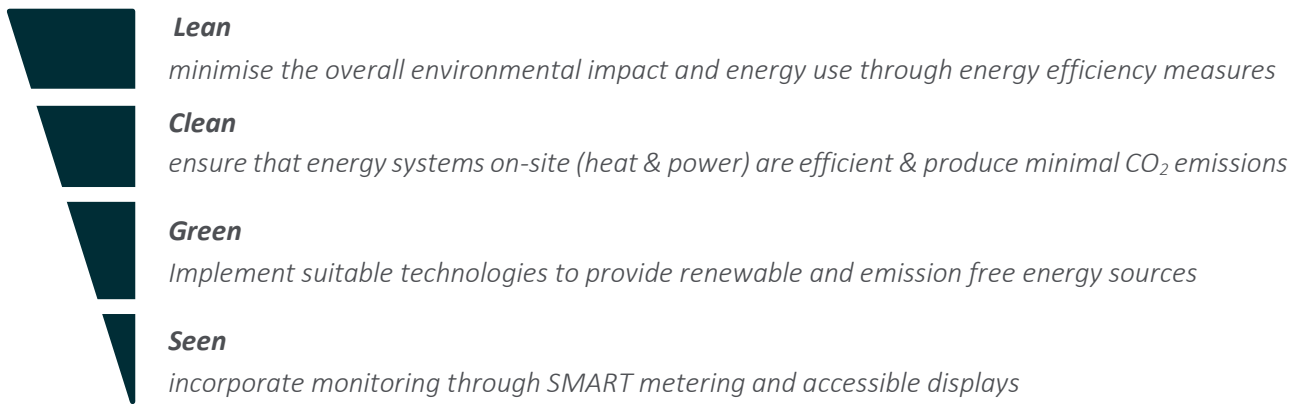 Lean
minimise the overall environmental impact and energy use through energy efficiency measures
Clean
ensure that energy systems on-site (heat & power) are efficient & produce minimal CO₂ emissions
Green
Implement suitable technologies to provide renewable and emission free energy sources
Seen
incorporate monitoring through SMART metering and accessible displays